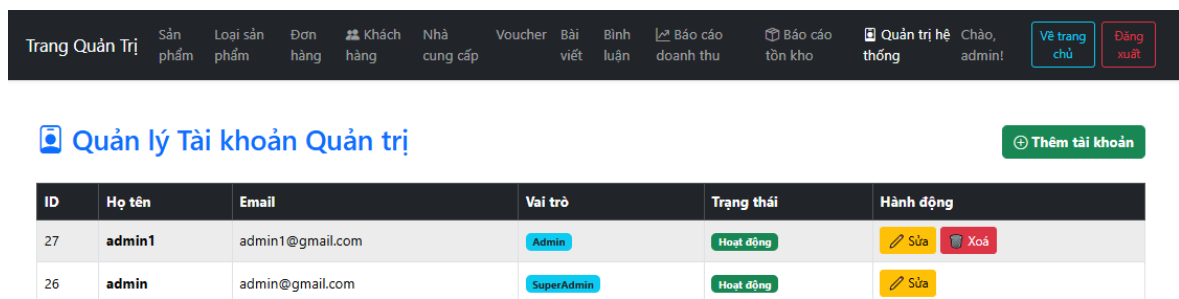 Trang Quản Trị
Sản phẩm
Loại sản phẩm
Đơn hàng
Khách hàng
Nhà cung cấp
Voucher
Bài viết
Bình luận
Báo cáo doanh thu
Báo cáo tồn kho
Quản trị hệ thống
Chào, admin!
Về trang chủ
Đăng xuất
Quản lý Tài khoản Quản trị
Thêm tài khoản
ID Họ tên Email Vai trò Trạng thái Hành động
27 admin1 admin1@gmail.com Admin Hoạt động Sửa Xoá
26 admin admin@gmail.com SuperAdmin Hoạt động Sửa